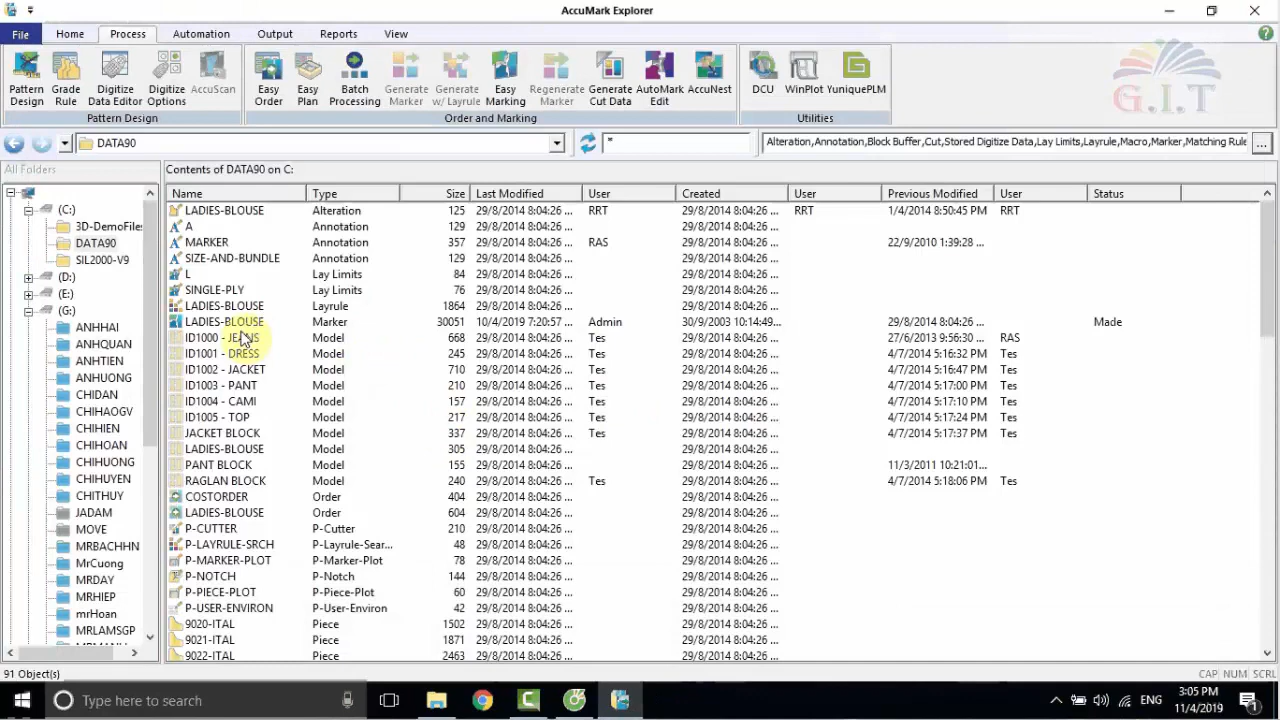 AccuMark Explorer
File Home Process Automation Output Reports View
Pattern Design Grade Rule Digitize Data Editor Digitize Options AccuScan Easy Order Easy Plan Batch Processing Generate Marker Generate w/ Layrule Easy Marking Regenerate Marker Generate Cut Data AutoMark Edit AccuNest DCU WinPlot YuniquePLM
Pattern Design Order and Marking Utilities
G.I.T
DATA90 * Alteration,Annotation,Block Buffer,Cut,Stored Digitize Data,Lay Limits,Layrule,Macro,Marker,Matching Rule ...
All Folders Contents of DATA90 on C:
Name Type Size Last Modified User Created User Previous Modified User Status
(C:)
3D-DemoFiles
DATA90
SIL2000-V9
(D:)
(E:)
(G:)
ANHHAI
ANHQUAN
ANHTIEN
ANHUONG
CHIDAN
CHIHAOGV
CHIHIEN
CHIHOAN
CHIHUONG
CHIHUYEN
CHITHUY
JADAM
MOVE
MRBACHHN
MrCuong
MRDAY
MRHIEP
mrHoan
MRLAMSGP
LADIES-BLOUSE Alteration 125 29/8/2014 8:04:26 ... RRT 29/8/2014 8:04:26 ... RRT 1/4/2014 8:50:45 PM RRT
A Annotation 129 29/8/2014 8:04:26 ... 29/8/2014 8:04:26 ...
MARKER Annotation 357 29/8/2014 8:04:26 ... RAS 29/8/2014 8:04:26 ... 22/9/2010 1:39:28 ...
SIZE-AND-BUNDLE Annotation 129 29/8/2014 8:04:26 ... 29/8/2014 8:04:26 ...
L Lay Limits 84 29/8/2014 8:04:26 ... 29/8/2014 8:04:26 ...
SINGLE-PLY Lay Limits 76 29/8/2014 8:04:26 ... 29/8/2014 8:04:26 ...
LADIES-BLOUSE Layrule 1864 29/8/2014 8:04:26 ... 29/8/2014 8:04:26 ...
LADIES-BLOUSE Marker 30051 10/4/2019 7:20:57 ... Admin 30/9/2003 10:14:49... 29/8/2014 8:04:26 ... Made
ID1000 - JEANS Model 668 29/8/2014 8:04:26 ... Tes 29/8/2014 8:04:26 ... 27/6/2013 9:56:30 ... RAS
ID1001 - DRESS Model 245 29/8/2014 8:04:26 ... Tes 29/8/2014 8:04:26 ... 4/7/2014 5:16:32 PM Tes
ID1002 - JACKET Model 710 29/8/2014 8:04:26 ... Tes 29/8/2014 8:04:26 ... 4/7/2014 5:16:47 PM Tes
ID1003 - PANT Model 210 29/8/2014 8:04:26 ... Tes 29/8/2014 8:04:26 ... 4/7/2014 5:17:00 PM Tes
ID1004 - CAMI Model 157 29/8/2014 8:04:26 ... Tes 29/8/2014 8:04:26 ... 4/7/2014 5:17:10 PM Tes
ID1005 - TOP Model 217 29/8/2014 8:04:26 ... Tes 29/8/2014 8:04:26 ... 4/7/2014 5:17:24 PM Tes
JACKET BLOCK Model 337 29/8/2014 8:04:26 ... Tes 29/8/2014 8:04:26 ... 4/7/2014 5:17:37 PM Tes
LADIES-BLOUSE Model 305 29/8/2014 8:04:26 ... 29/8/2014 8:04:26 ...
PANT BLOCK Model 155 29/8/2014 8:04:26 ... 29/8/2014 8:04:26 ... 11/3/2011 10:21:01...
RAGLAN BLOCK Model 240 29/8/2014 8:04:26 ... Tes 29/8/2014 8:04:26 ... 4/7/2014 5:18:06 PM Tes
COSTORDER Order 404 29/8/2014 8:04:26 ... 29/8/2014 8:04:26 ...
LADIES-BLOUSE Order 604 29/8/2014 8:04:26 ... 29/8/2014 8:04:26 ...
P-CUTTER P-Cutter 210 29/8/2014 8:04:26 ... 29/8/2014 8:04:26 ...
P-LAYRULE-SRCH P-Layrule-Sear... 48 29/8/2014 8:04:26 ... 29/8/2014 8:04:26 ...
P-MARKER-PLOT P-Marker-Plot 78 29/8/2014 8:04:26 ... 29/8/2014 8:04:26 ...
P-NOTCH P-Notch 144 29/8/2014 8:04:26 ... 29/8/2014 8:04:26 ...
P-PIECE-PLOT P-Piece-Plot 60 29/8/2014 8:04:26 ... 29/8/2014 8:04:26 ...
P-USER-ENVIRON P-User-Environ 42 29/8/2014 8:04:26 ... 29/8/2014 8:04:26 ...
9020-ITAL Piece 1502 29/8/2014 8:04:26 ... 29/8/2014 8:04:26 ...
9021-ITAL Piece 1871 29/8/2014 8:04:26 ... 29/8/2014 8:04:26 ...
9022-ITAL Piece 2463 29/8/2014 8:04:26 ... 29/8/2014 8:04:26 ...
91 Object(s) CAP NUM SCRL
Type here to search ENG 3:05 PM
11/4/2019